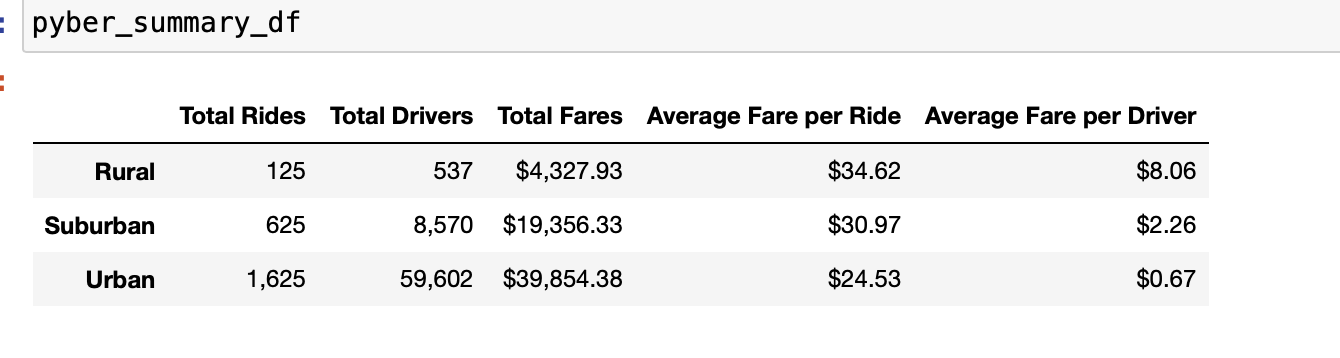 pyber_summary_df
Total Rides Total Drivers Total Fares Average Fare per Ride Average Fare per Driver
Rural 125 537 $4,327.93 $34.62 $8.06
Suburban 625 8,570 $19,356.33 $30.97 $2.26
Urban 1,625 59,602 $39,854.38 $24.53 $0.67